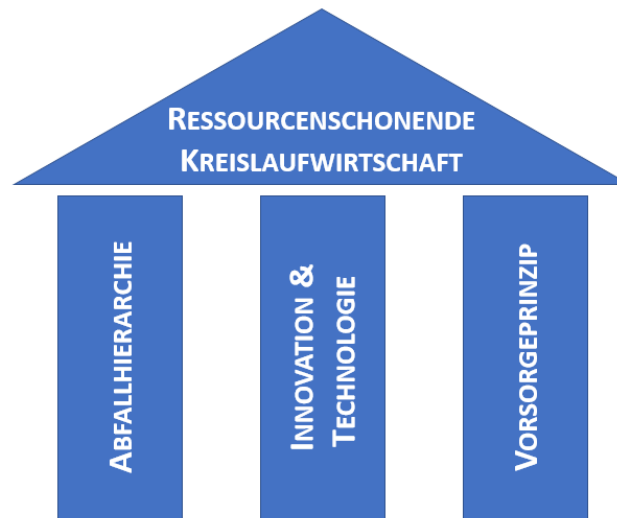 RESSOURCENSCHONENDE
KREISLAUFWIRTSCHAFT
ABFALLHIERARCHIE
INNOVATION &
TECHNOLOGIE
VORSORGEPRINZIP